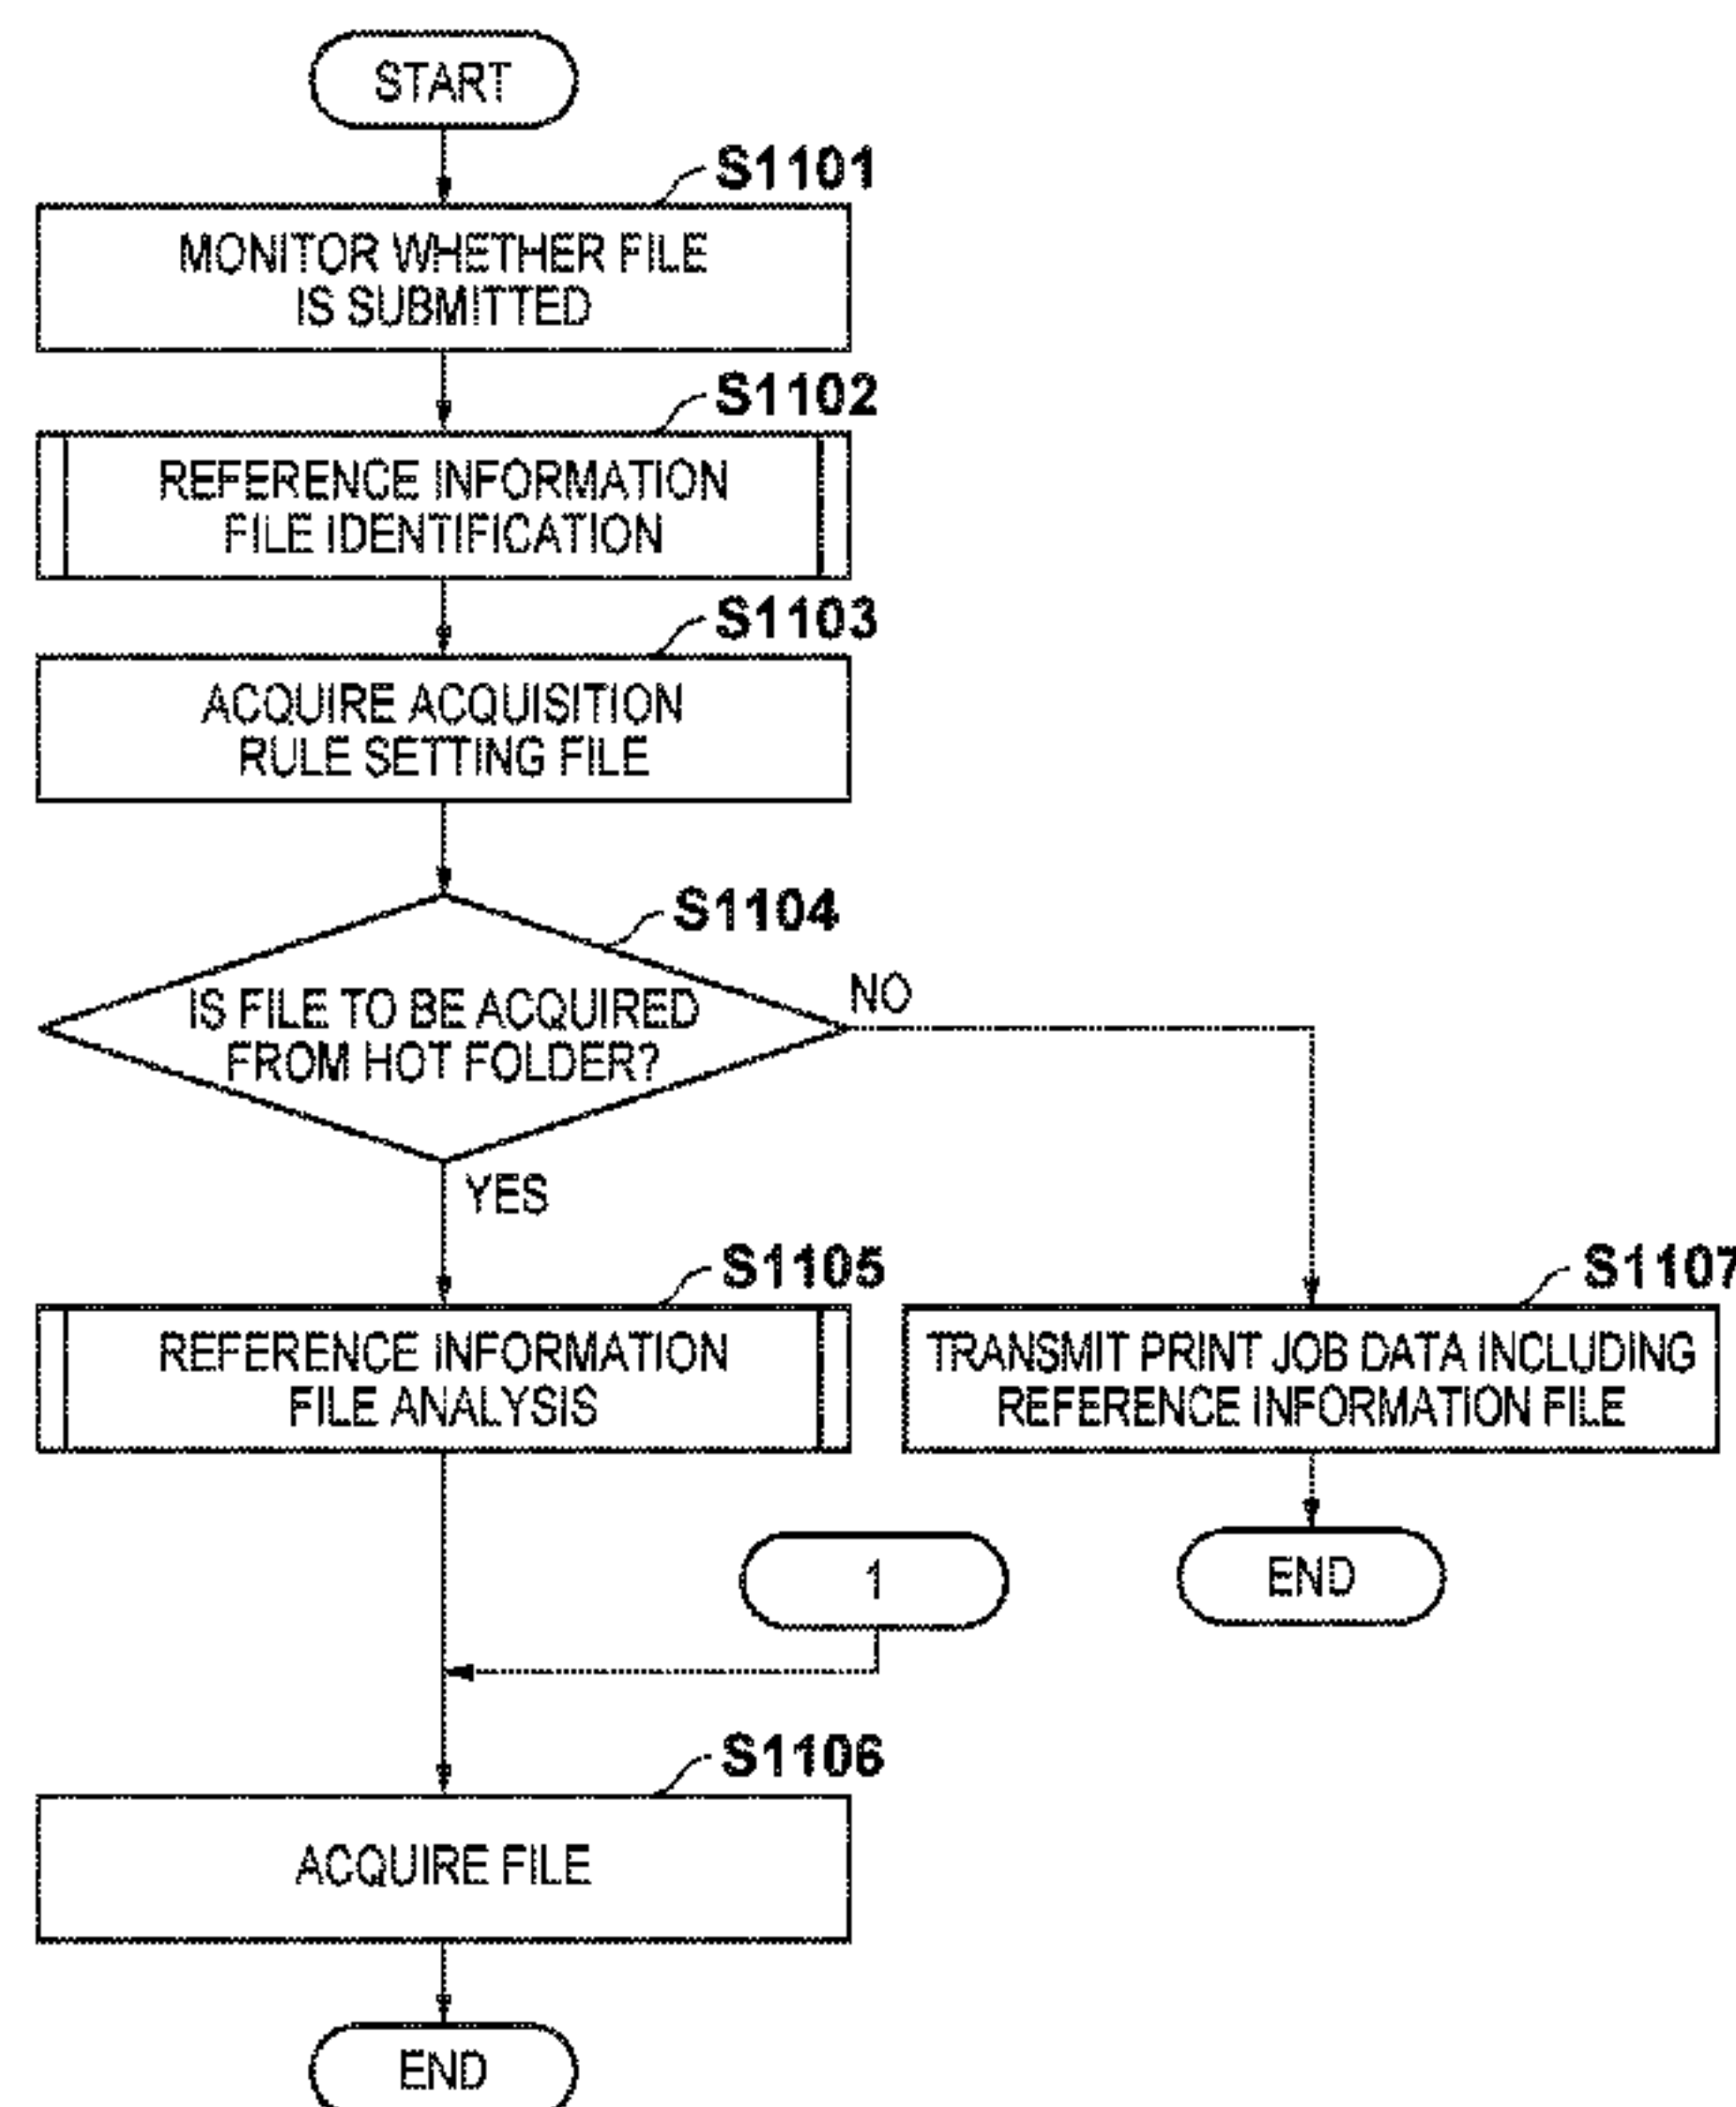 START
S1101
MONITOR WHETHER FILE
IS SUBMITTED
S1102
REFERENCE INFORMATION
FILE IDENTIFICATION
S1103
ACQUIRE ACQUISITION
RULE SETTING FILE
S1104
IS FILE TO BE ACQUIRED
FROM HOT FOLDER?
NO
YES
S1105
REFERENCE INFORMATION
FILE ANALYSIS
S1107
TRANSMIT PRINT JOB DATA INCLUDING
REFERENCE INFORMATION FILE
1
END
S1106
ACQUIRE FILE
END